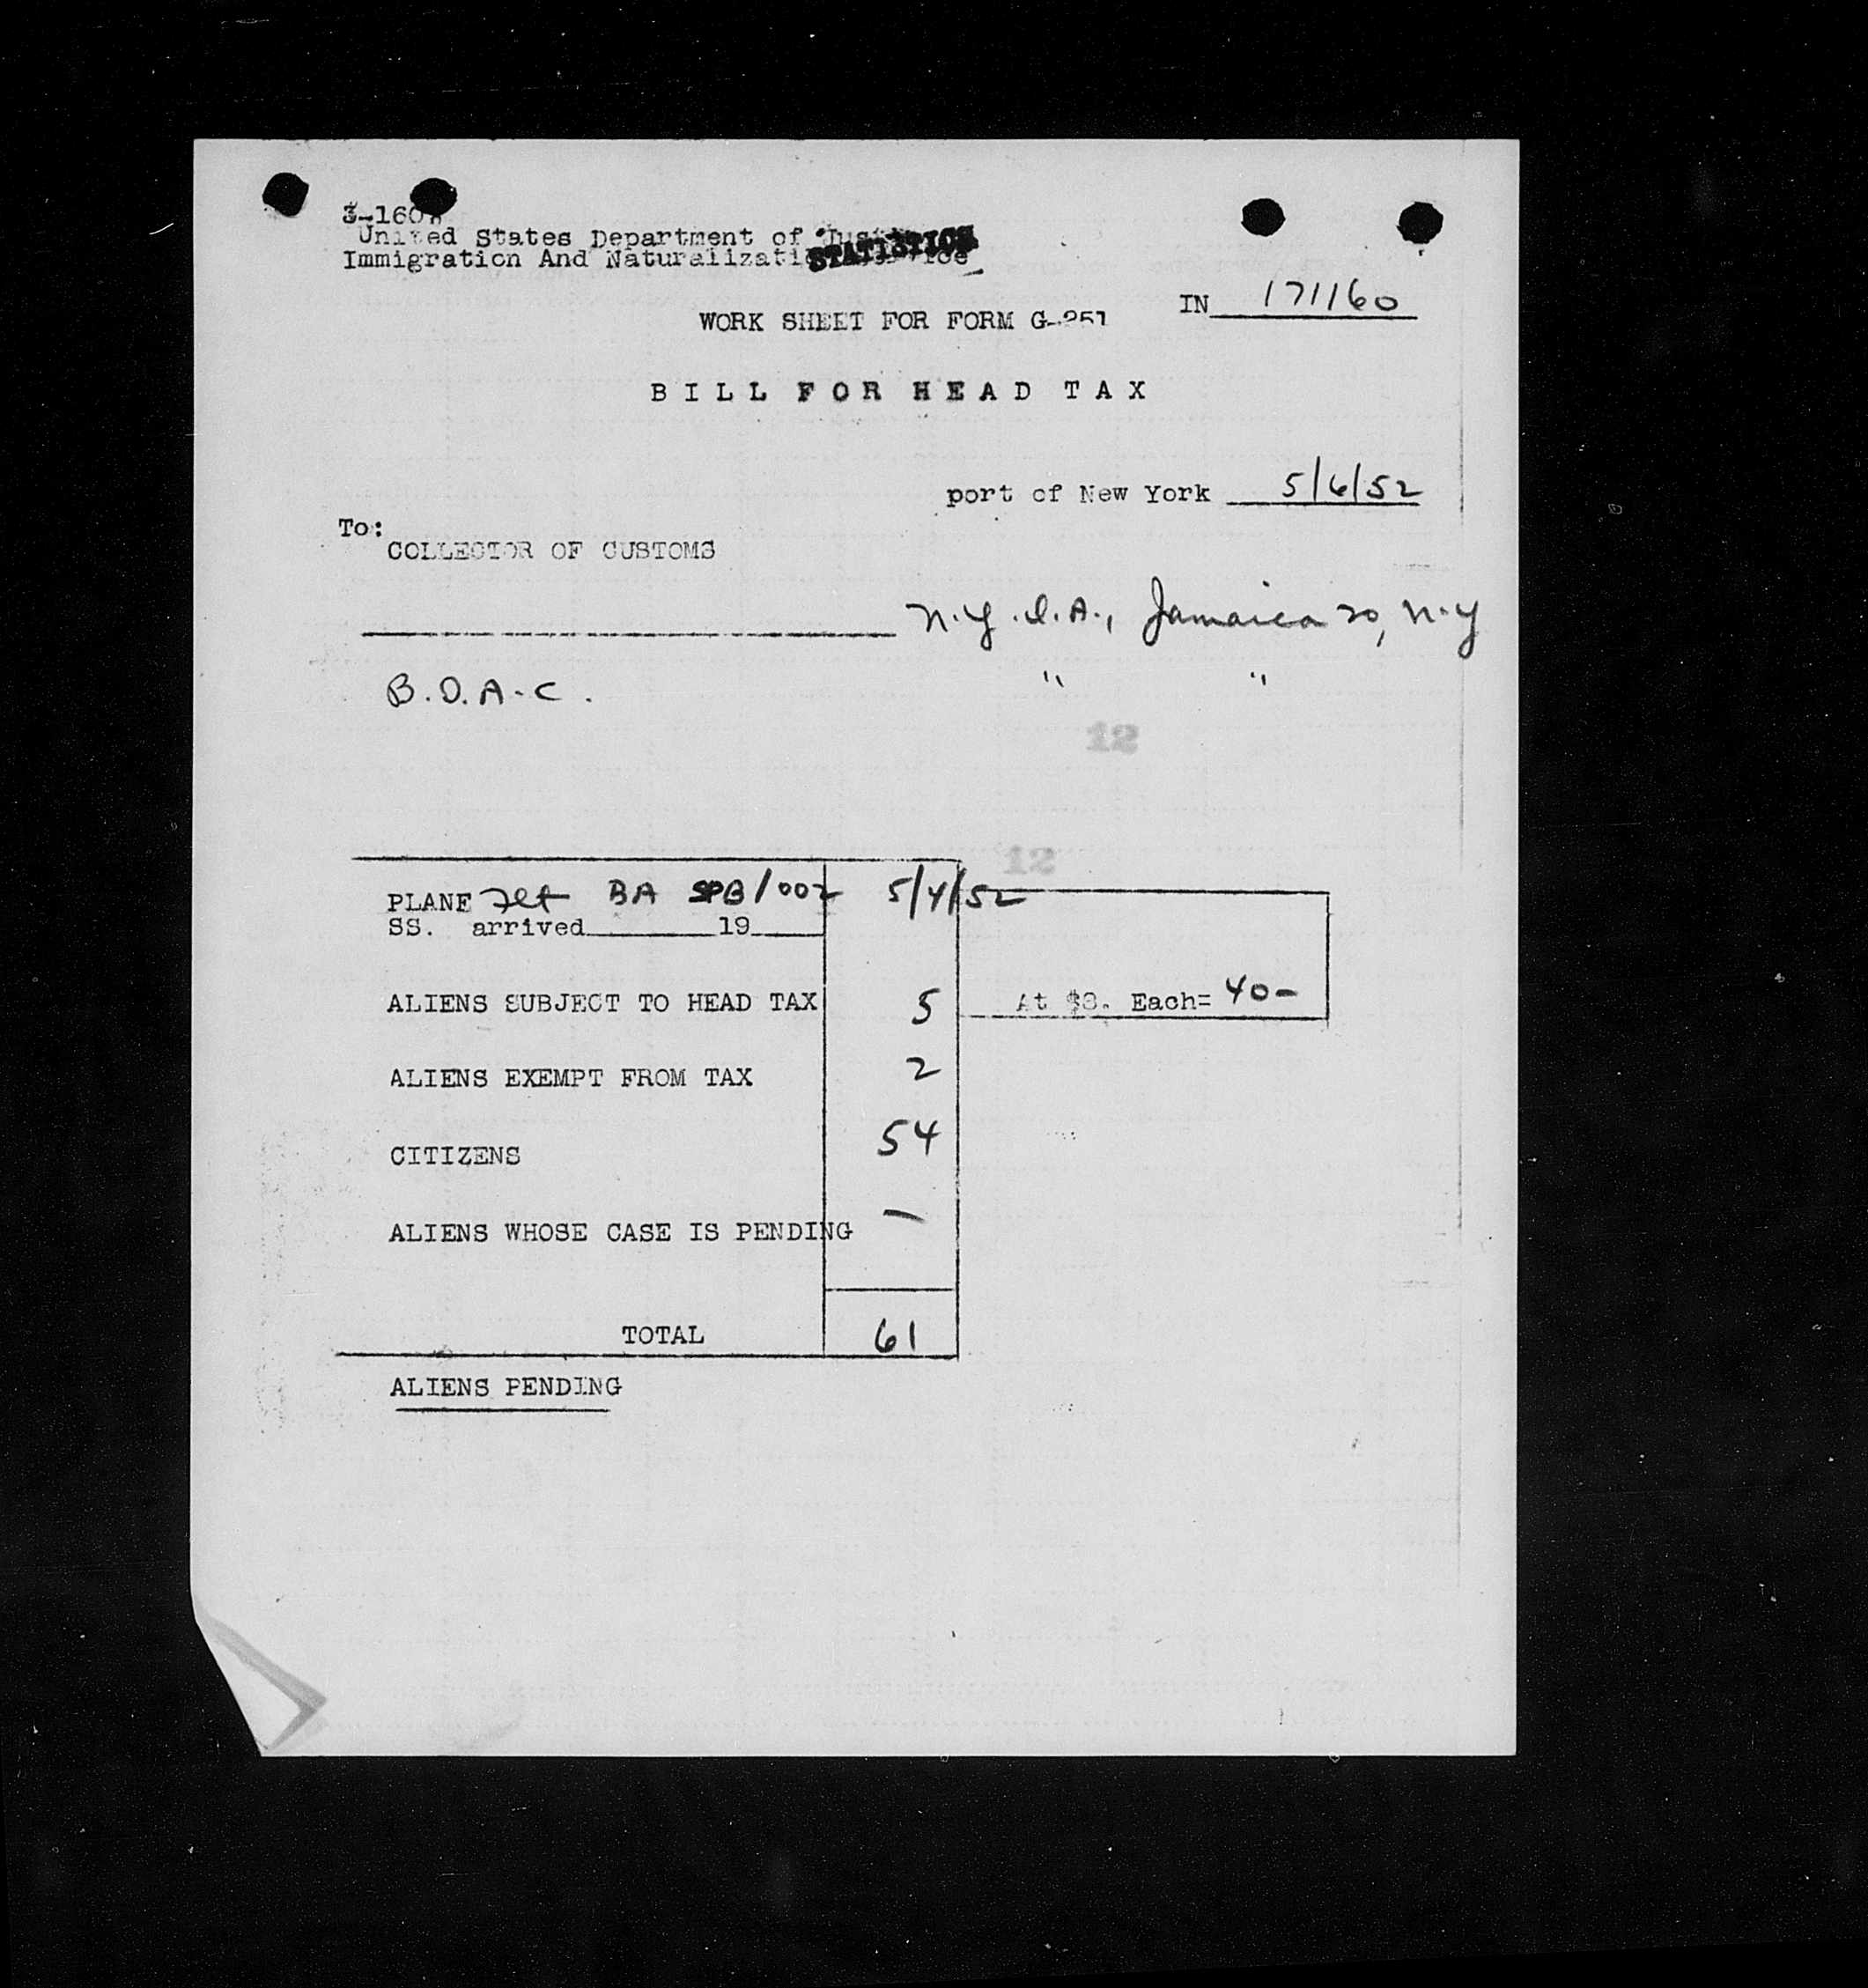 3-160
United States Department of
Immigration And Naturalization
STATISTICS
IN 171160
WORK SHEET FOR FORM G-251
BILL FOR HEAD TAX
port of New York 5/6/52
To:
COLLECTOR OF CUSTOMS
N.Y.I.A., Jamaica 20, N.Y
" "
B.O.A.C.
12
12
PLANE Flt BA SPB/002 5/4/52
SS. arrived 19
ALIENS SUBJECT TO HEAD TAX 5 At $8. Each= 40-
ALIENS EXEMPT FROM TAX 2
CITIZENS 54
ALIENS WHOSE CASE IS PENDING —
TOTAL 61
ALIENS PENDING